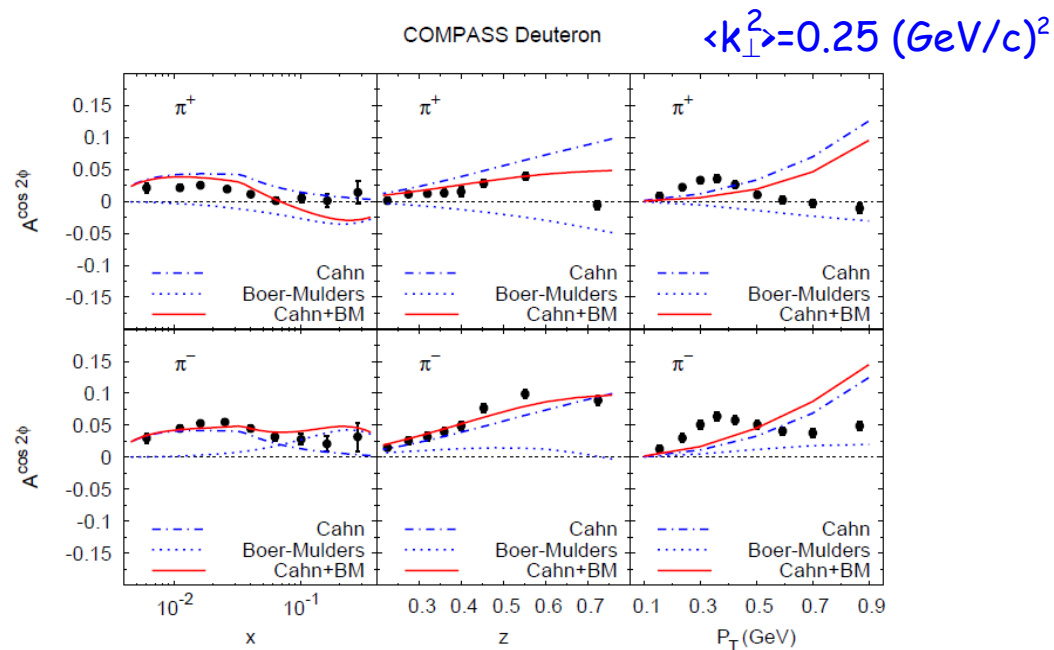 COMPASS Deuteron
<k⊥²>=0.25 (GeV/c)²
A^cos 2ϕ
0.15
0.1
0.05
0
-0.05
-0.1
-0.15
π⁺
Cahn
Boer-Mulders
Cahn+BM
π⁺
Cahn
Boer-Mulders
Cahn+BM
π⁺
Cahn
Boer-Mulders
Cahn+BM
A^cos 2ϕ
0.15
0.1
0.05
0
-0.05
-0.1
-0.15
π⁻
Cahn
Boer-Mulders
Cahn+BM
π⁻
Cahn
Boer-Mulders
Cahn+BM
π⁻
Cahn
Boer-Mulders
Cahn+BM
10⁻² 10⁻¹
0.3 0.4 0.5 0.6 0.7
0.1 0.3 0.5 0.7 0.9
x
z
P_T (GeV)